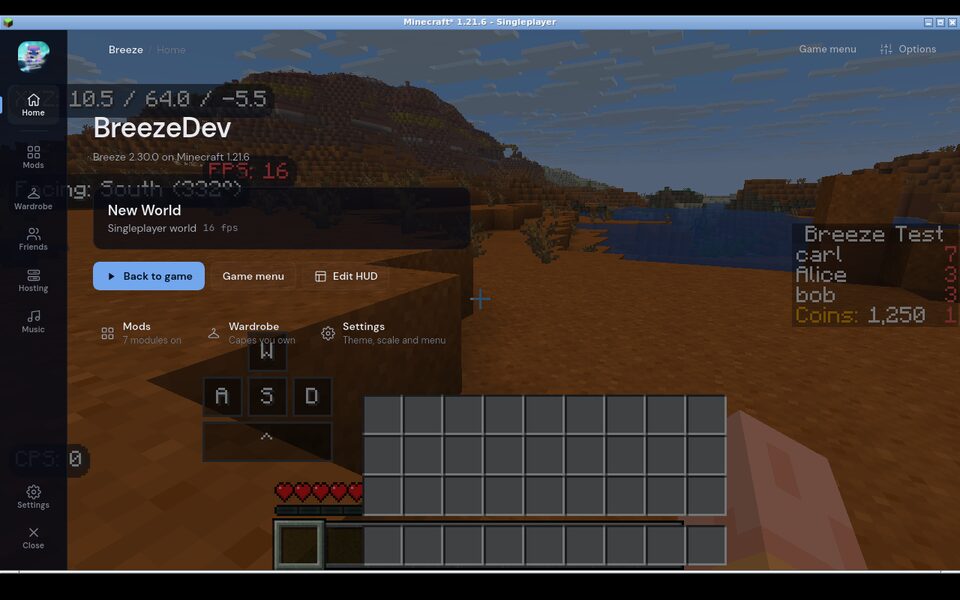 Minecraft* 1.21.6 - Singleplayer
Breeze / Home
Game menu
Options
Home
10.5 / 64.0 / -5.5
BreezeDev
Breeze 2.30.0 on Minecraft 1.21.6
FPS: 16
Mods
Facing: South (332°)
Wardrobe
New World
Singleplayer world 16 fps
Friends
Breeze Test
carl 7
Alice 3
bob 3
Coins: 1,250 1
Hosting
Back to game
Game menu
Edit HUD
Music
Mods
7 modules on
Wardrobe
Capes you own
Settings
Theme, scale and menu
W
A S D
^
CPS: 0
Settings
Close